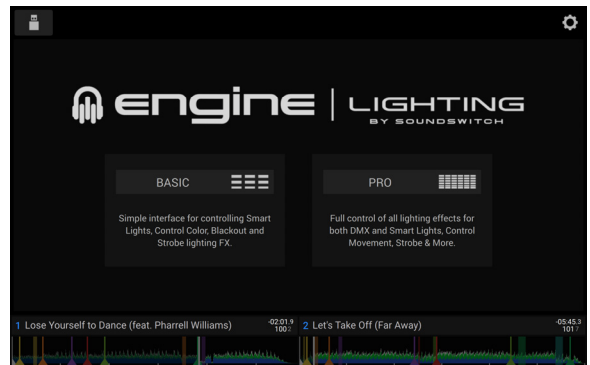 engine LIGHTING
BY SOUNDSWITCH
BASIC
Simple interface for controlling Smart
Lights, Control Color, Blackout and
Strobe lighting FX.
PRO
Full control of all lighting effects for
both DMX and Smart Lights, Control
Movement, Strobe & More.
1 Lose Yourself to Dance (feat. Pharrell Williams) -02:01.9
100.2
2 Let's Take Off (Far Away) -05:45.3
101.7